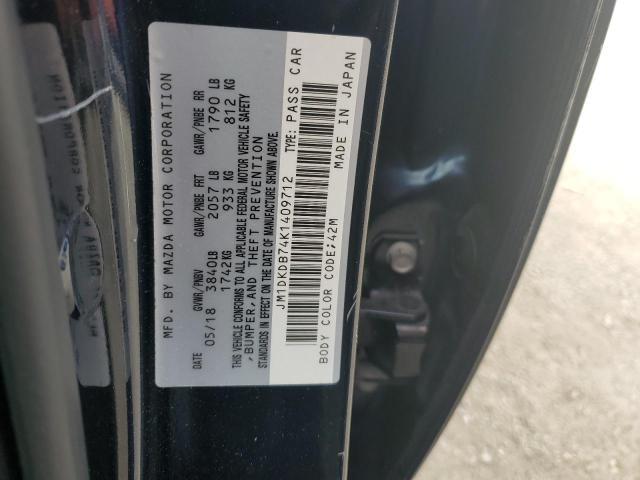 MFD. BY MAZDA MOTOR CORPORATION
GVWR/PNBV GAWR/PNBE FRT GAWR/PNBE RR
DATE 05/18 3840LB 2057 LB 1790 LB
1742KG 933 KG 812 KG
THIS VEHICLE CONFORMS TO ALL APPLICABLE FEDERAL MOTOR VEHICLE SAFETY
, BUMPER, AND THEFT PREVENTION
STANDARDS IN EFFECT ON THE DATE OF MANUFACTURE SHOWN ABOVE.
JM1DKDB74K1409712 TYPE: PASS CAR
BODY COLOR CODE;42M MADE IN JAPAN